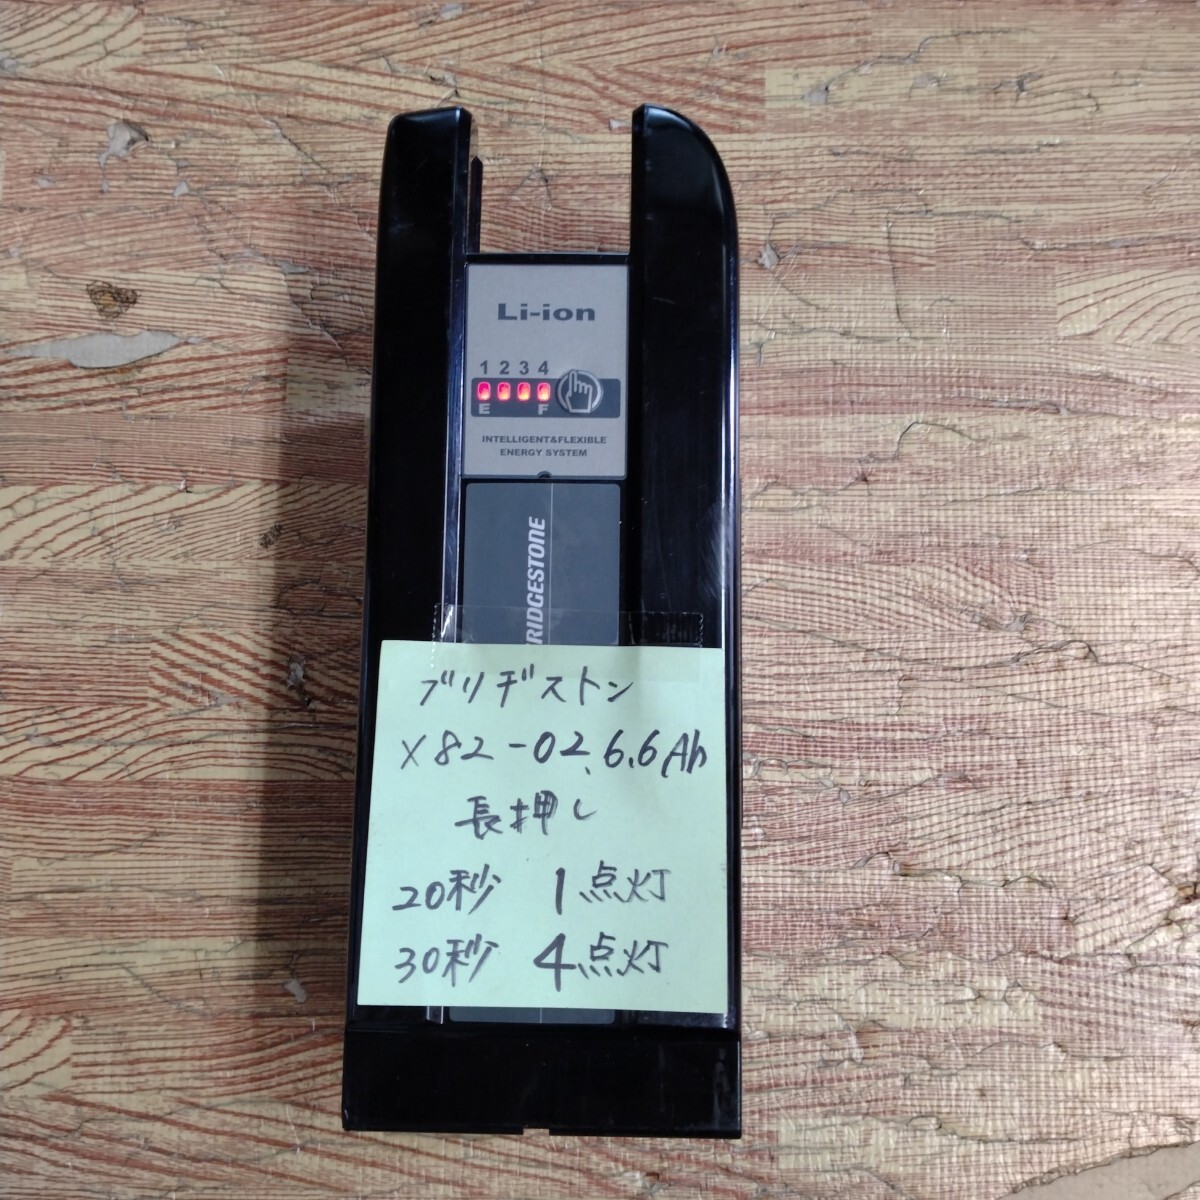 Li-ion
1 2 3 4
E F
INTELLIGENT&FLEXIBLE
ENERGY SYSTEM
RIDGESTONE
ブリヂストン
X82-02、6.6Ah
長押し
20秒 1点灯
30秒 4点灯